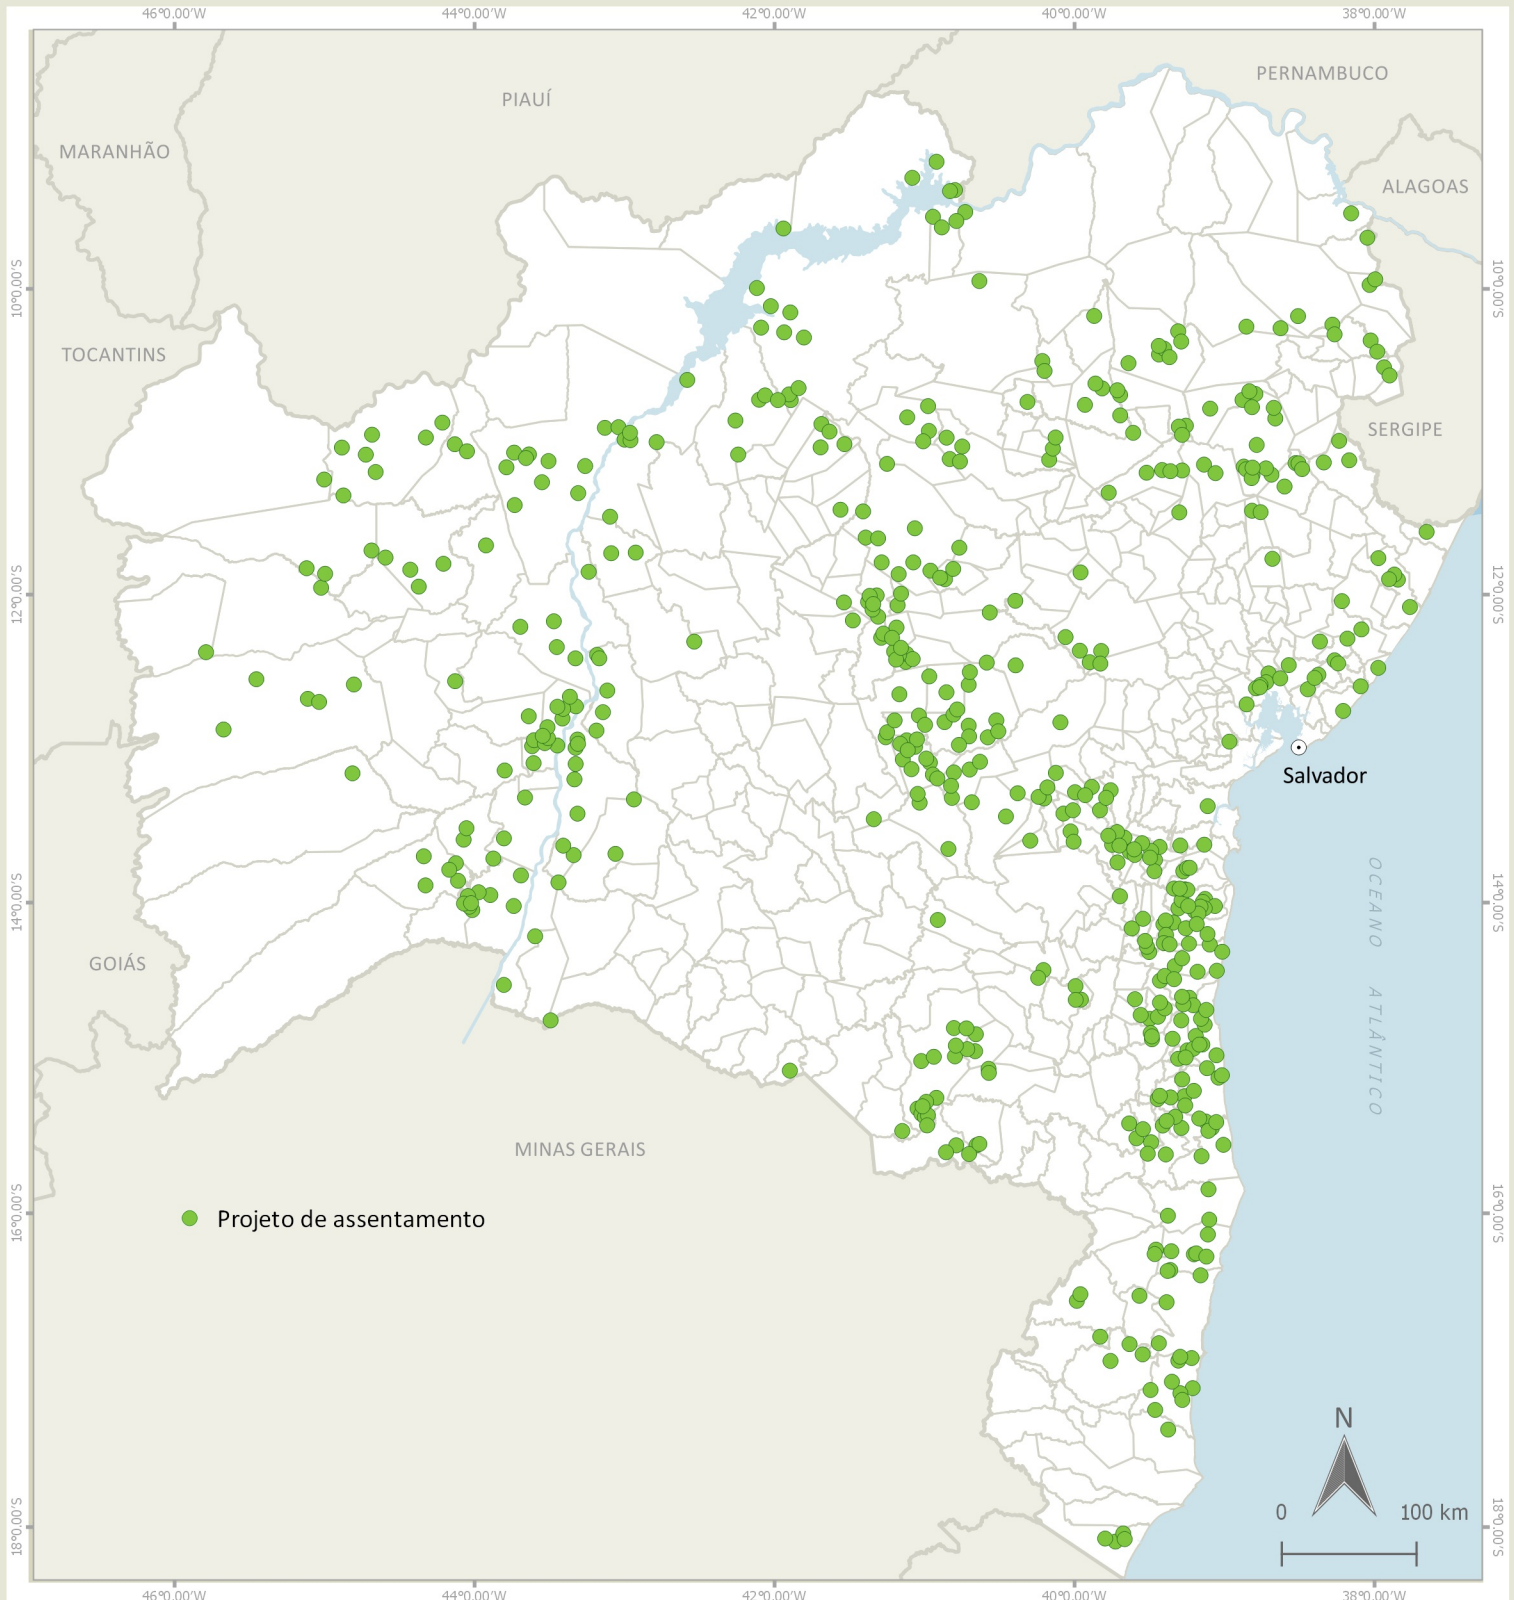 46°0.00'W 44°0.00'W 42°0.00'W 40°0.00'W 38°0.00'W
PERNAMBUCO
PIAUÍ
MARANHÃO
ALAGOAS
10°0.00'S 10°0.00'S
TOCANTINS
SERGIPE
12°0.00'S 12°0.00'S
Salvador
14°0.00'S 14°0.00'S
OCEANO ATLÂNTICO
GOIÁS
MINAS GERAIS
16°0.00'S 16°0.00'S
Projeto de assentamento
N
0 100 km
18°0.00'S 18°0.00'S
46°0.00'W 44°0.00'W 42°0.00'W 40°0.00'W 38°0.00'W